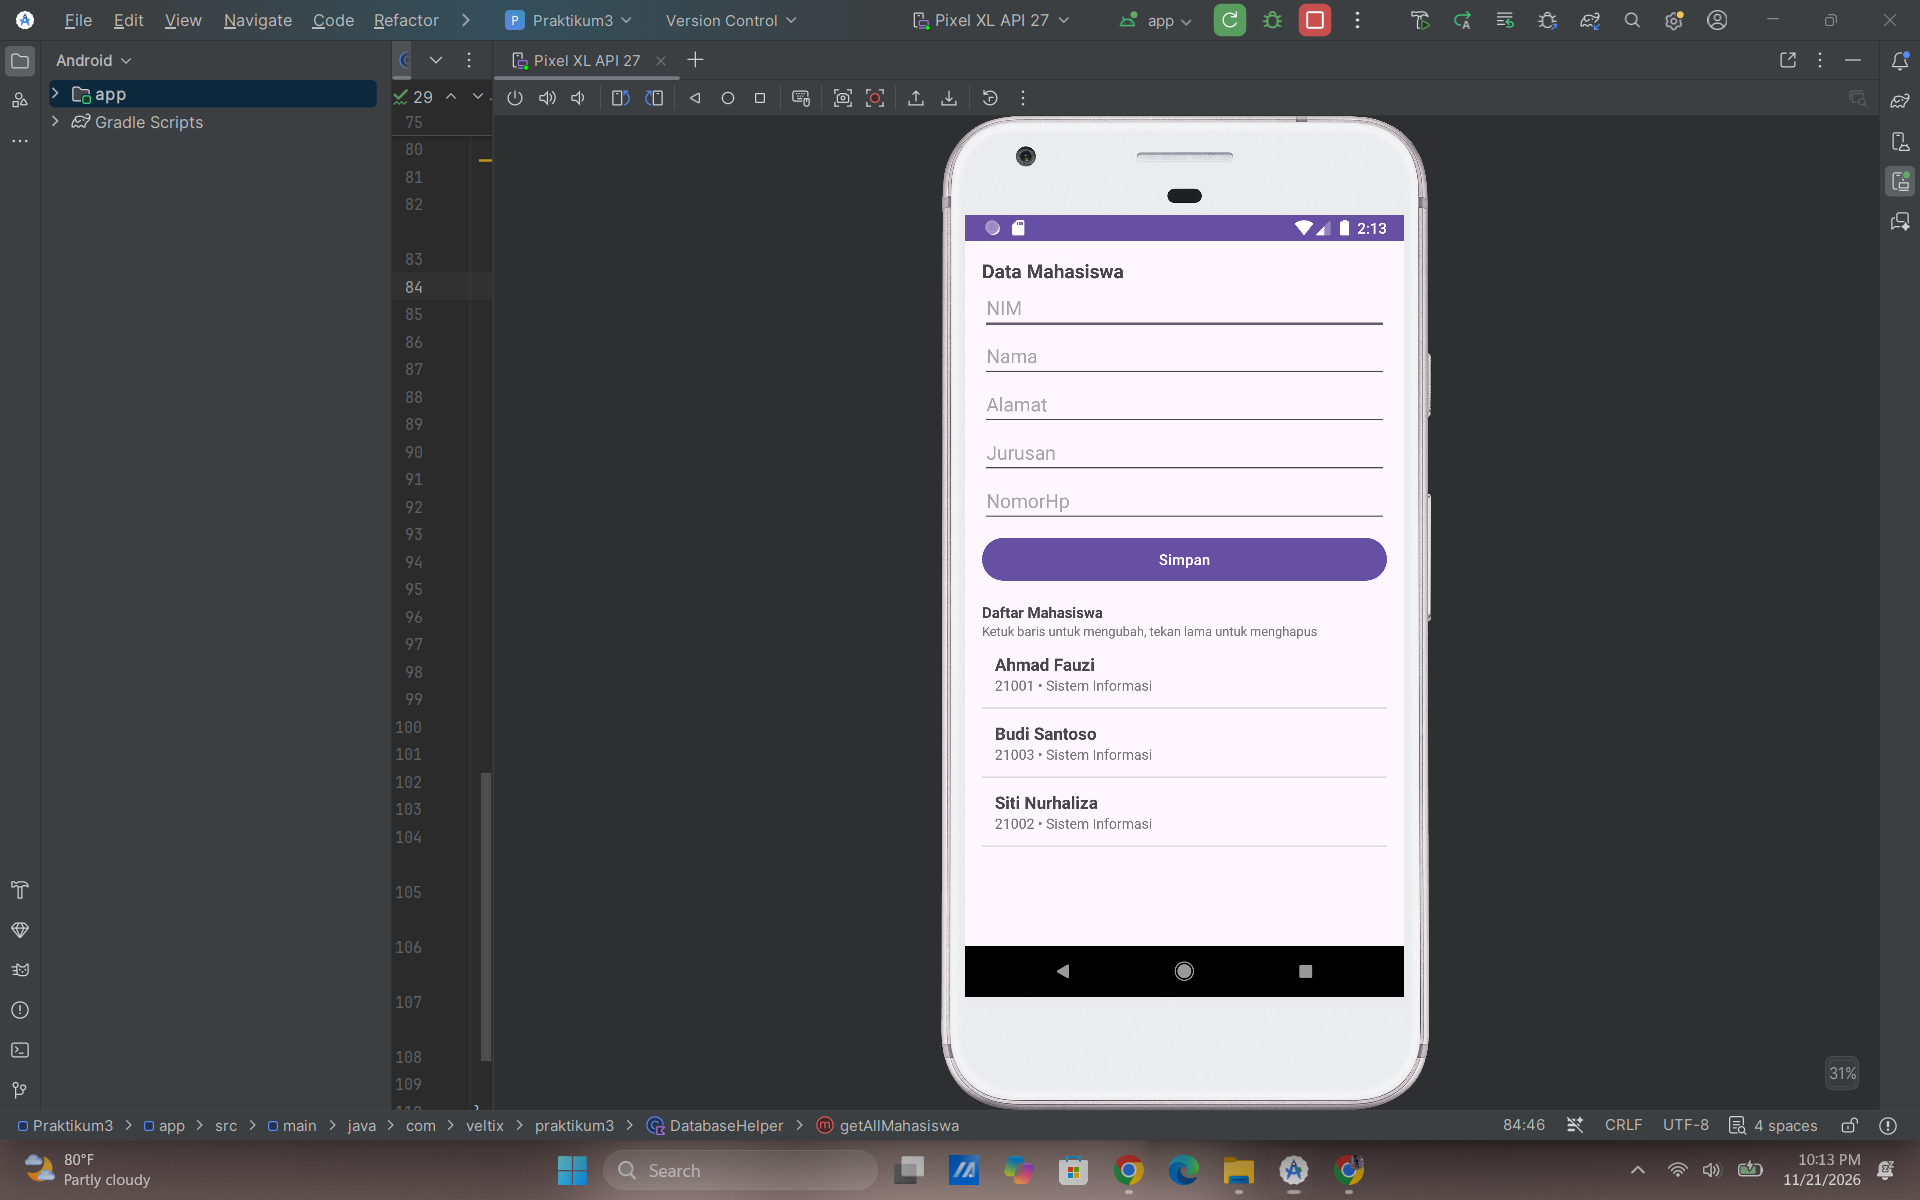 File Edit View Navigate Code Refactor P Praktikum3 Version Control Pixel XL API 27 app
Android
Pixel XL API 27
app
Gradle Scripts
29
75
80
81
82
83
84
85
86
87
88
89
90
91
92
93
94
95
96
97
98
99
100
101
102
103
104
105
106
107
108
109
2:13
Data Mahasiswa
NIM
Nama
Alamat
Jurusan
NomorHp
Simpan
Daftar Mahasiswa
Ketuk baris untuk mengubah, tekan lama untuk menghapus
Ahmad Fauzi
21001 • Sistem Informasi
Budi Santoso
21003 • Sistem Informasi
Siti Nurhaliza
21002 • Sistem Informasi
31%
Praktikum3 app src main java com veltix praktikum3 DatabaseHelper getAllMahasiswa 84:46 CRLF UTF-8 4 spaces
80°F
Partly cloudy
Search
10:13 PM
11/21/2026